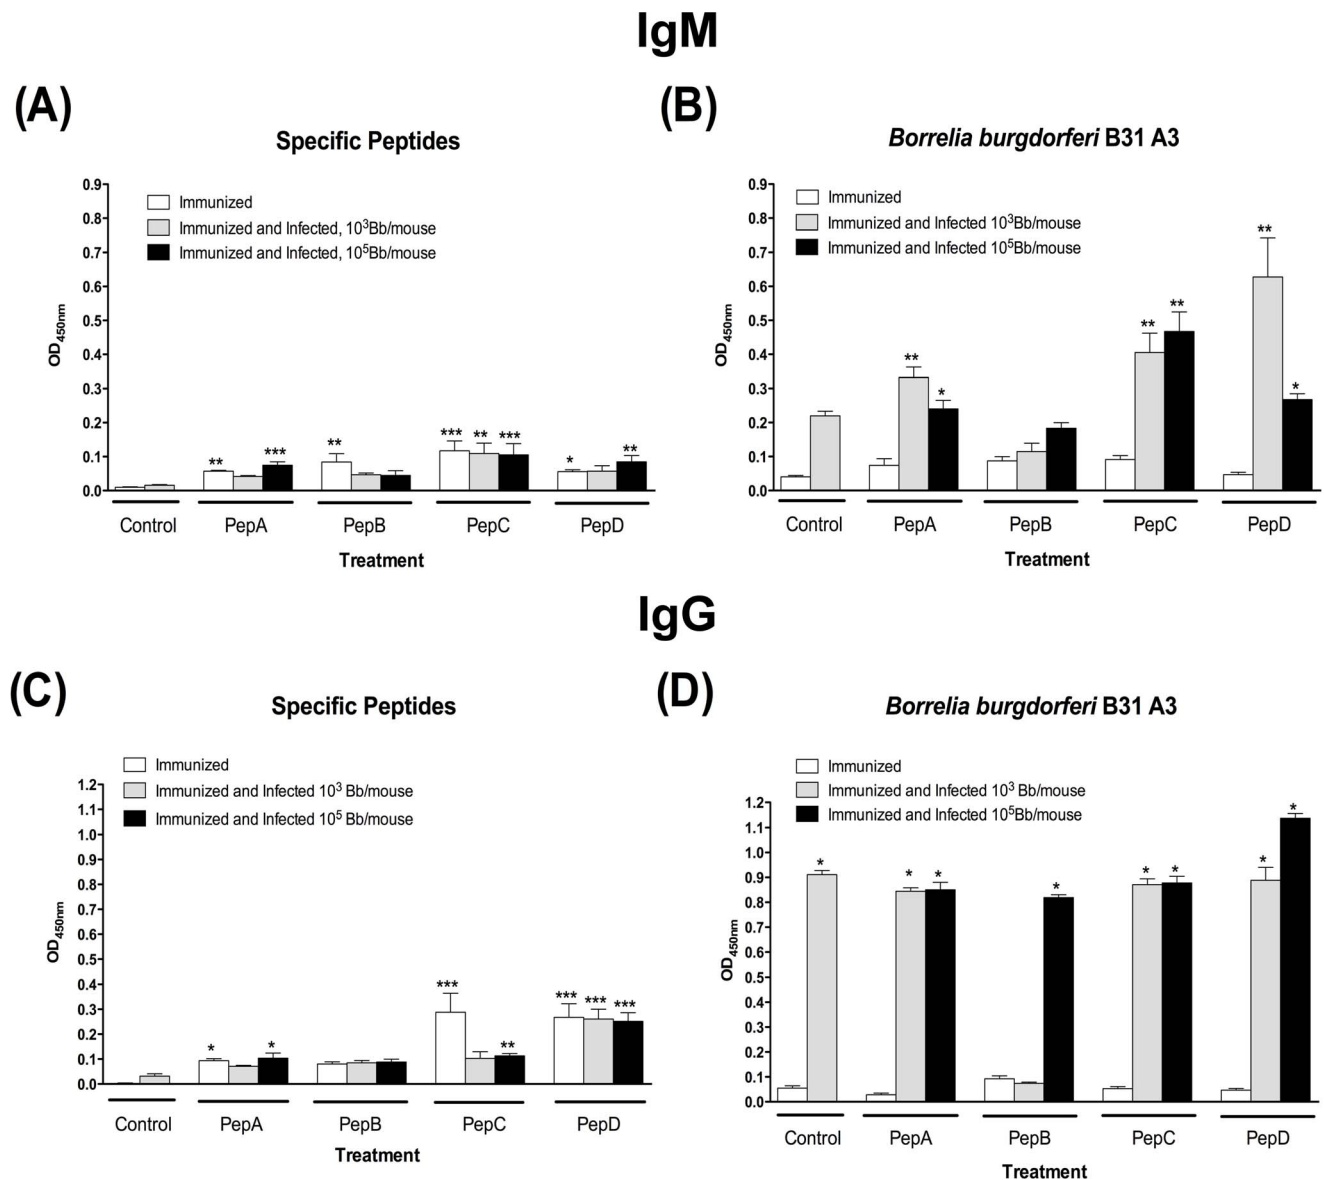 IgM
(A)
Specific Peptides
Immunized
Immunized and Infected, 10³Bb/mouse
Immunized and Infected, 10⁵Bb/mouse
OD450nm
0.9
0.8
0.7
0.6
0.5
0.4
0.3
0.2
0.1
0.0
** *** ** *** ** *** * **
Control PepA PepB PepC PepD
Treatment
(B)
Borrelia burgdorferi B31 A3
Immunized
Immunized and Infected 10³Bb/mouse
Immunized and Infected 10⁵Bb/mouse
OD450nm
0.9
0.8
0.7
0.6
0.5
0.4
0.3
0.2
0.1
0.0
** * ** ** ** *
Control PepA PepB PepC PepD
Treatment
IgG
(C)
Specific Peptides
Immunized
Immunized and Infected 10³ Bb/mouse
Immunized and Infected 10⁵ Bb/mouse
OD450nm
1.2
1.1
1.0
0.9
0.8
0.7
0.6
0.5
0.4
0.3
0.2
0.1
0.0
* * *** ** *** *** ***
Control PepA PepB PepC PepD
Treatment
(D)
Borrelia burgdorferi B31 A3
Immunized
Immunized and Infected 10³ Bb/mouse
Immunized and Infected 10⁵Bb/mouse
OD450nm
1.2
1.1
1.0
0.9
0.8
0.7
0.6
0.5
0.4
0.3
0.2
0.1
0.0
* * * * * * * *
Control PepA PepB PepC PepD
Treatment